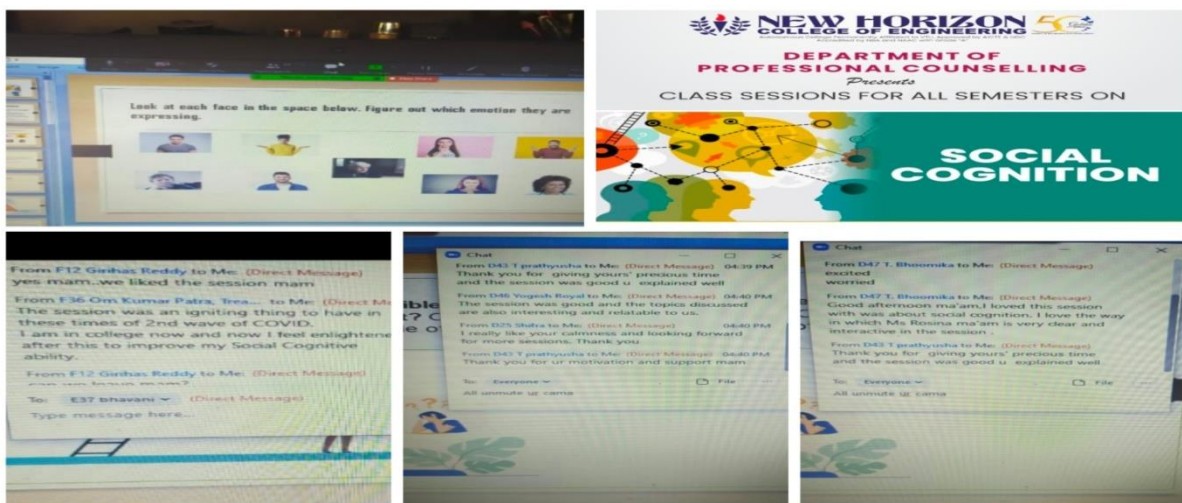 Look at each face in the space below. Figure out which emotion they are
expressing.
NEW HORIZON
COLLEGE OF ENGINEERING
DEPARTMENT OF
PROFESSIONAL COUNSELLING
Presents
CLASS SESSIONS FOR ALL SEMESTERS ON
SOCIAL
COGNITION
From F12 Girihas Reddy to Me: (Direct Message)
yes mam..we liked the session mam
From F36 Om Kumar Patra, Trea... to Me: (Direct Me
The session was an igniting thing to have in
these times of 2nd wave of COVID.
I am in college now and now I feel enlightene
after this to improve my Social Cognitive
ability.
From F12 Girihas Reddy to Me: (Direct Message)
To: E37 bhavani (Direct Message)
Type message here...
Chat
From D43 T prathyusha to Me: (Direct Message) 04:39 PM
Thank you for giving yours' precious time
and the session was good u explained well
From D48 Yogish Royal to Me: (Direct Message) 04:40 PM
The session was good and the topics discussed
are also interesting and relatable to us.
From D25 Shifra to Me: (Direct Message) 04:40 PM
I really like your calmness and looking forward
for more sessions. Thank you
From D43 T prathyusha to Me: (Direct Message) 04:40 PM
Thank you for ur motivation and support mam
To: Everyone File
All unmute ur cama
Chat
From D47 T. Bhoomika to Me: (Direct Message)
excited
worried
From D47 T. Bhoomika to Me: (Direct Message)
Good afternoon ma'am,I loved this session
with was about social cognition. I love the way
in which Ms Rosina ma'am is very clear and
interactive in the session .
From D43 T prathyusha to Me: (Direct Message)
Thank you for giving yours' precious time
and the session was good u explained well
To: Everyone File
All unmute ur cama